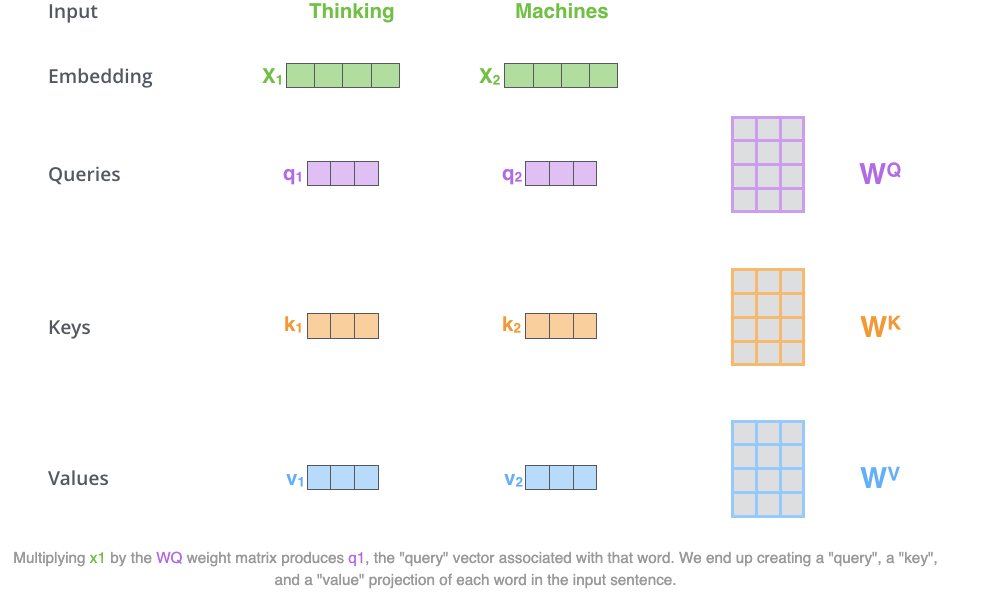 Input Thinking Machines
Embedding X1 X2
Queries q1 q2 WQ
Keys k1 k2 WK
Values v1 v2 WV
Multiplying x1 by the WQ weight matrix produces q1, the "query" vector associated with that word. We end up creating a "query", a "key",
and a "value" projection of each word in the input sentence.